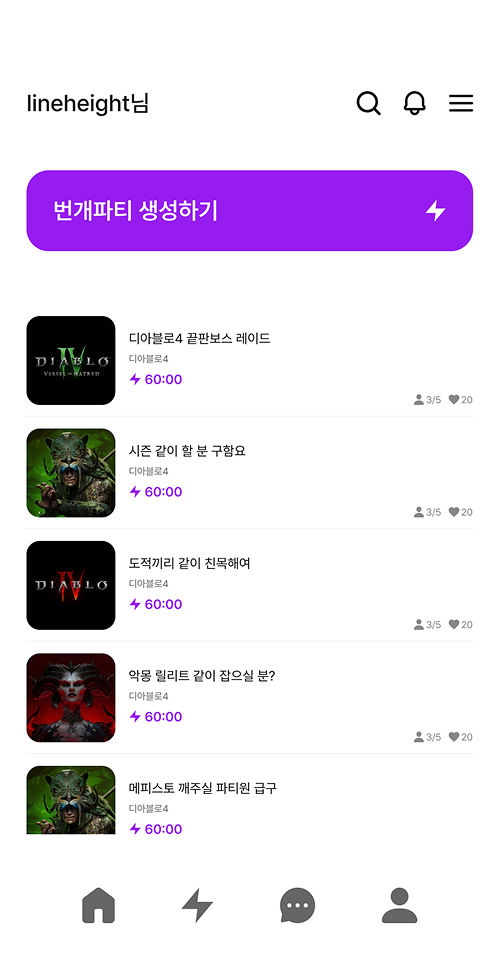 lineheight님
번개파티 생성하기
DIABLO
IV
VESSEL OF HATRED
디아블로4 끝판보스 레이드
디아블로4
60:00
3/5 20
시즌 같이 할 분 구함요
디아블로4
60:00
3/5 20
DIABLO
IV
도적끼리 같이 친목해여
디아블로4
60:00
3/5 20
악몽 릴리트 같이 잡으실 분?
디아블로4
60:00
3/5 20
메피스토 깨주실 파티원 급구
디아블로4
60:00